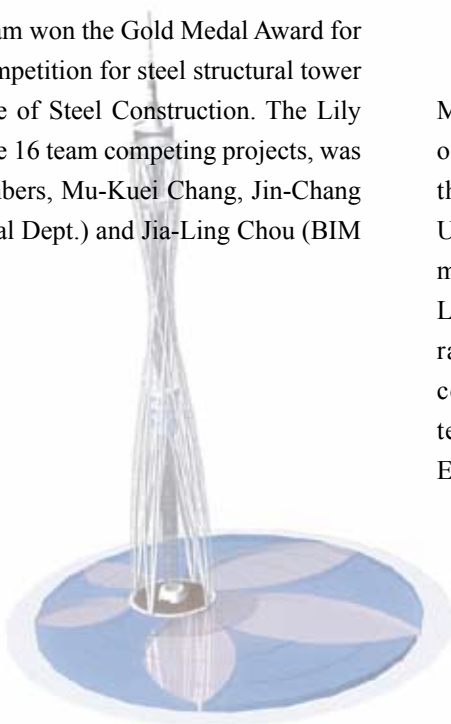 am won the Gold Medal Award for
mpetition for steel structural tower
e of Steel Construction. The Lily
e 16 team competing projects, was
bers, Mu-Kuei Chang, Jin-Chang
al Dept.) and Jia-Ling Chou (BIM
M
o
th
U
m
L
ra
co
te
E